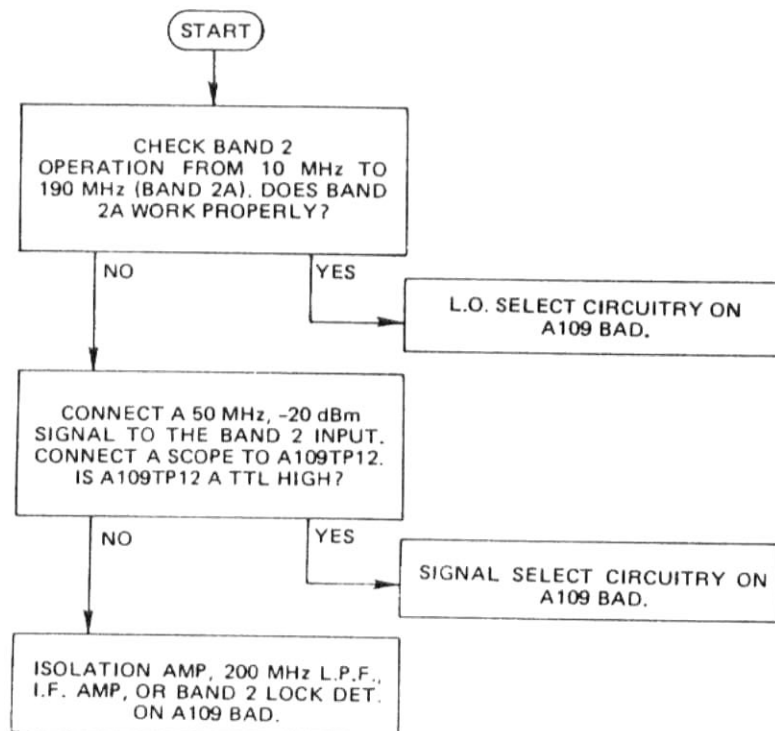 START
CHECK BAND 2
OPERATION FROM 10 MHz TO
190 MHz (BAND 2A). DOES BAND
2A WORK PROPERLY?
NO
YES
L.O. SELECT CIRCUITRY ON
A109 BAD.
CONNECT A 50 MHz, -20 dBm
SIGNAL TO THE BAND 2 INPUT.
CONNECT A SCOPE TO A109TP12.
IS A109TP12 A TTL HIGH?
NO
YES
SIGNAL SELECT CIRCUITRY ON
A109 BAD.
ISOLATION AMP, 200 MHz L.P.F.,
I.F. AMP, OR BAND 2 LOCK DET.
ON A109 BAD.